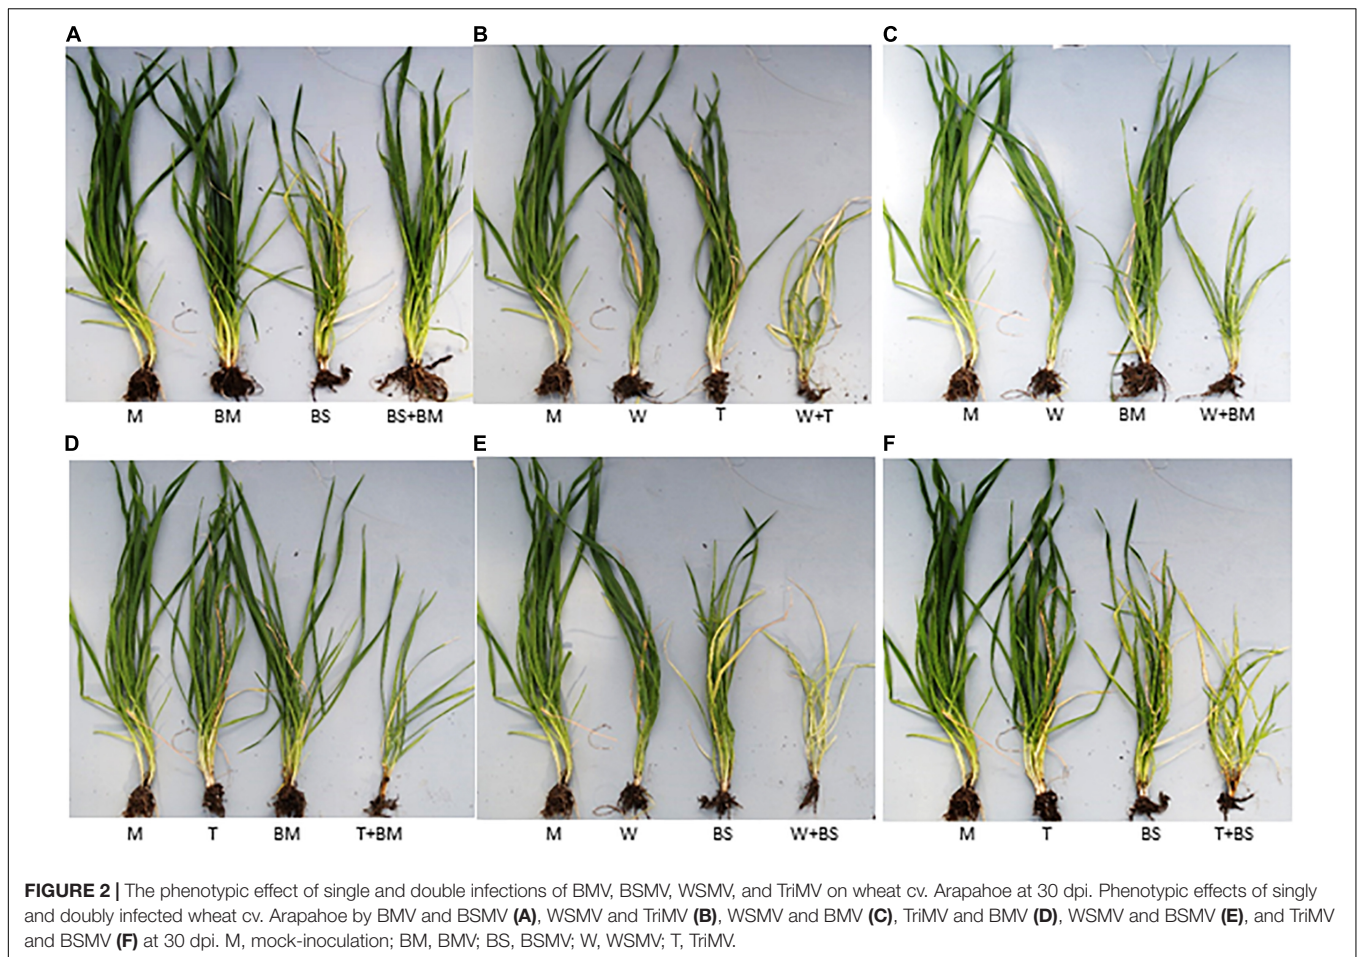 A B C
M BM BS BS+BM M W T W+T M W BM W+BM
D E F
M T BM T+BM M W BS W+BS M T BS T+BS
FIGURE 2 | The phenotypic effect of single and double infections of BMV, BSMV, WSMV, and TriMV on wheat cv. Arapahoe at 30 dpi. Phenotypic effects of singly
and doubly infected wheat cv. Arapahoe by BMV and BSMV (A), WSMV and TriMV (B), WSMV and BMV (C), TriMV and BMV (D), WSMV and BSMV (E), and TriMV
and BSMV (F) at 30 dpi. M, mock-inoculation; BM, BMV; BS, BSMV; W, WSMV; T, TriMV.